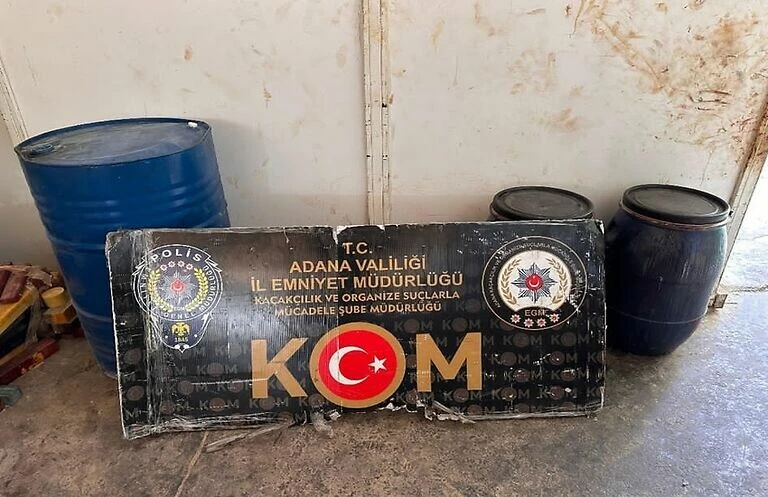 POLİS
1845
T.C.
ADANA VALİLİĞİ
İL EMNİYET MÜDÜRLÜĞÜ
KAÇAKÇILIK VE ORGANİZE SUÇLARLA
MÜCADELE ŞUBE MÜDÜRLÜĞÜ
KOM
EGM